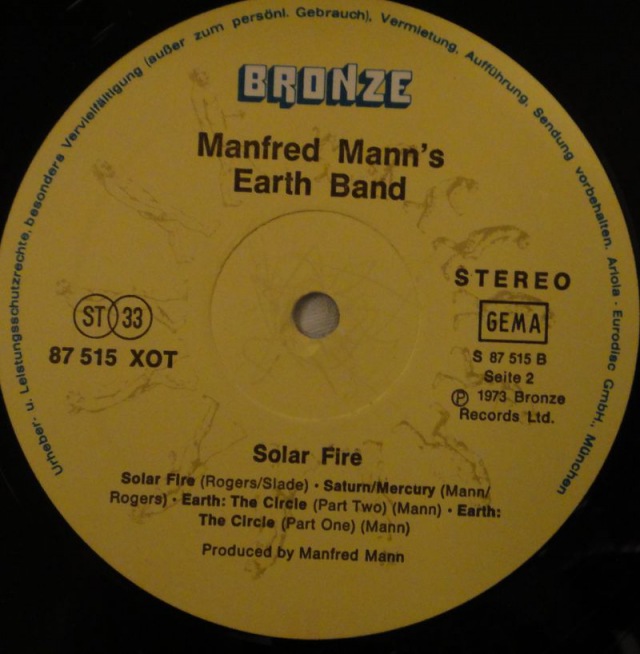 Urheber- u. Leistungsschutzrechte, besonders Vervielfältigung (außer zum persönl. Gebrauch), Vermietung, Aufführung, Sendung vorbehalten. Ariola - Eurodisc GmbH., München
BRONZE
Manfred Mann's
Earth Band
ST 33
87 515 XOT
STEREO
GEMA
S 87 515 B
Seite 2
℗ 1973 Bronze
Records Ltd.
Solar Fire
Solar Fire (Rogers/Slade) · Saturn/Mercury (Mann/
Rogers) · Earth: The Circle (Part Two) (Mann) · Earth:
The Circle (Part One) (Mann)
Produced by Manfred Mann